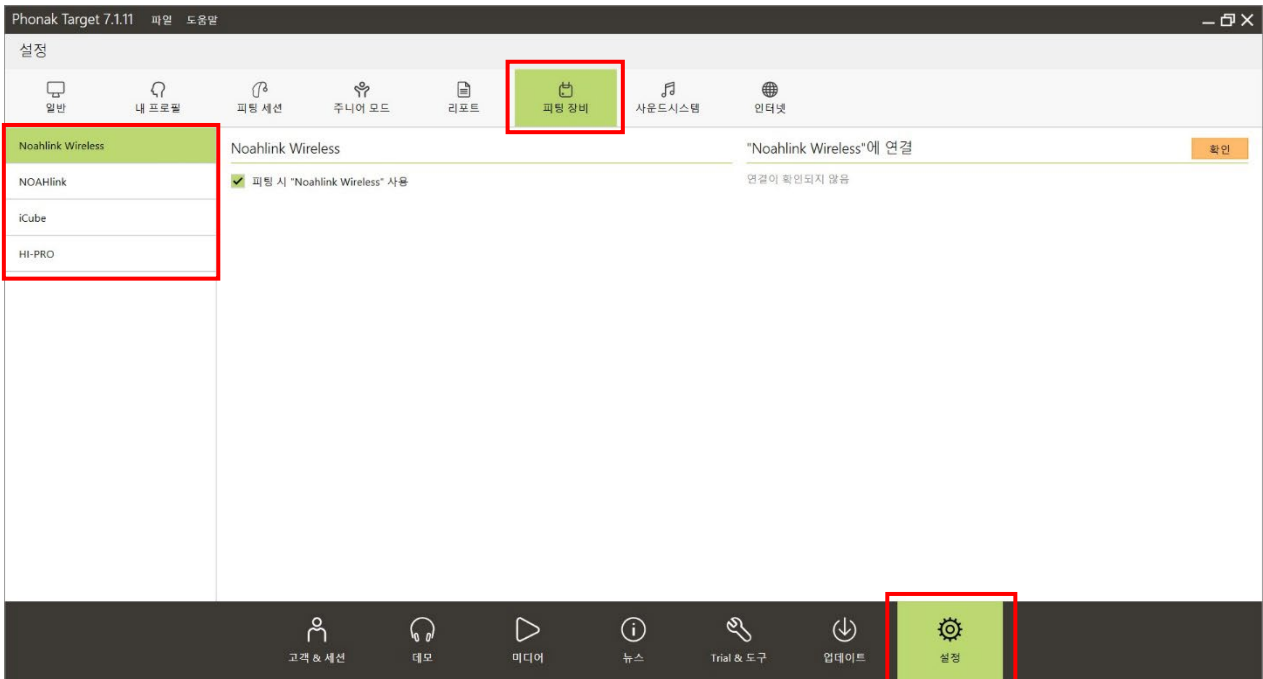 Phonak Target 7.1.11 파일 도움말
설정
일반 내 프로필 피팅 세션 주니어 모드 리포트 피팅 장비 사운드시스템 인터넷
Noahlink Wireless
NOAHlink
iCube
HI-PRO
Noahlink Wireless
피팅 시 "Noahlink Wireless" 사용
"Noahlink Wireless"에 연결 확인
연결이 확인되지 않음
고객 & 세션 데모 미디어 뉴스 Trial & 도구 업데이트 설정